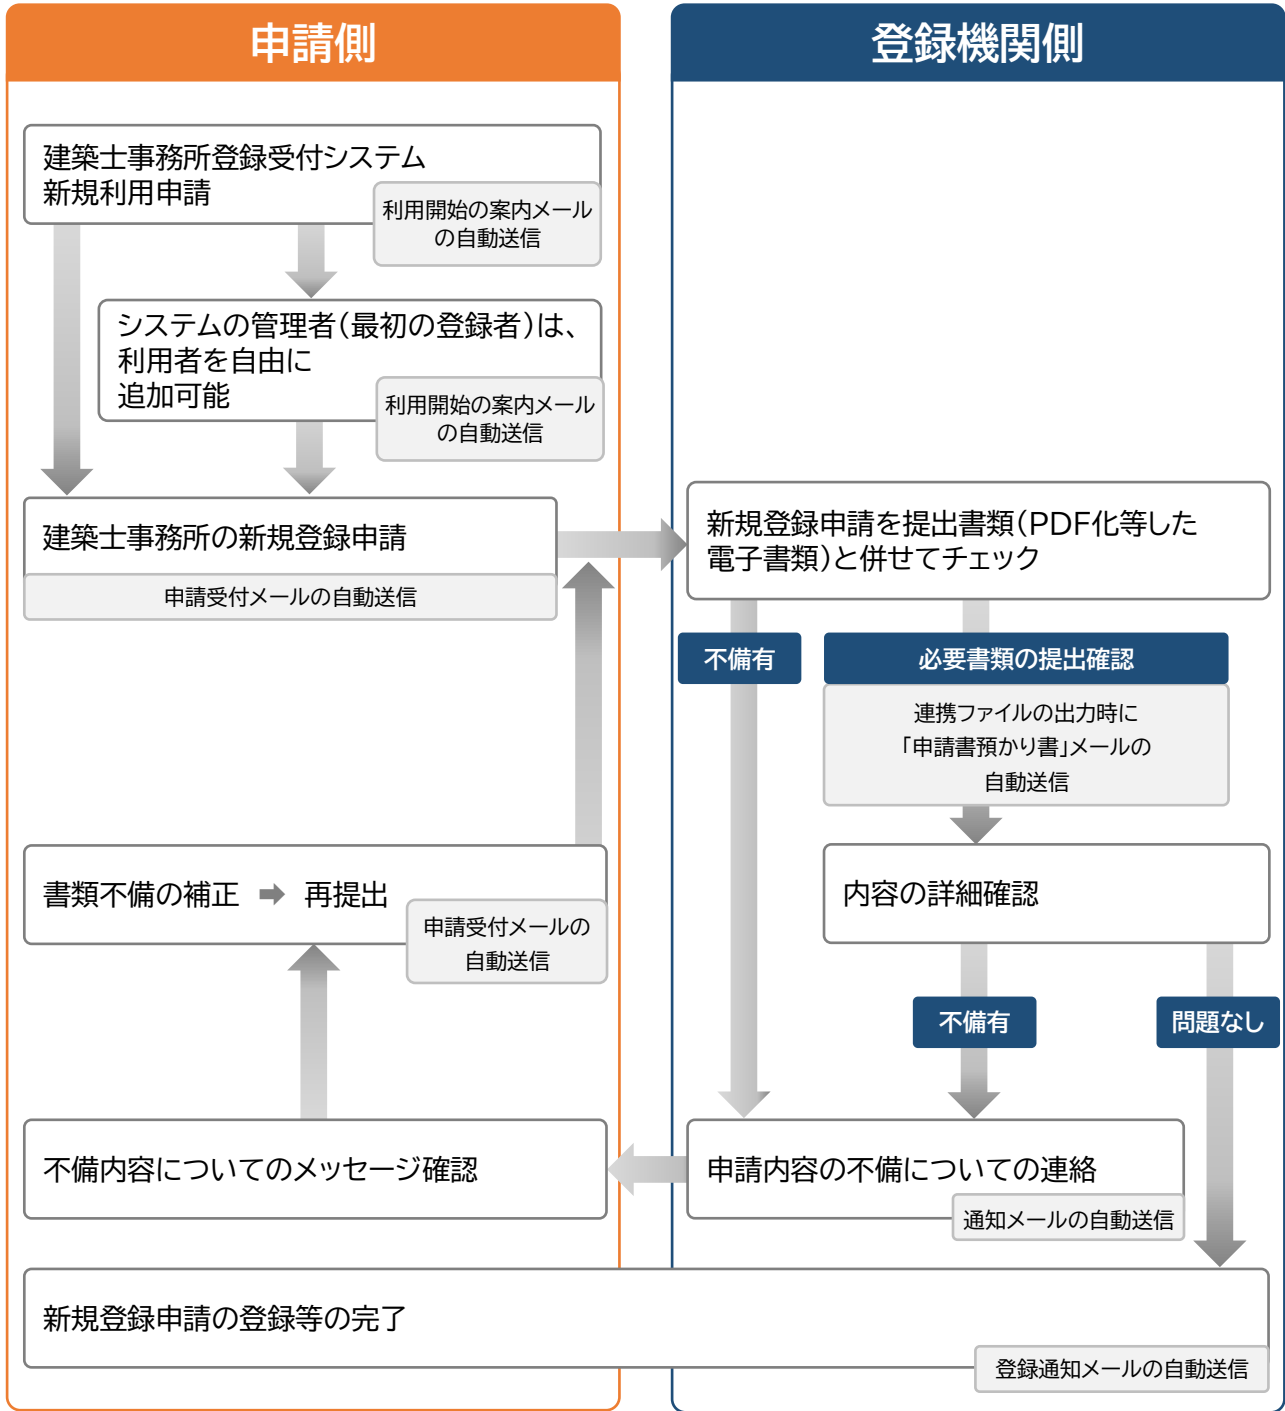 申請側
登録機関側
建築士事務所登録受付システム
新規利用申請
利用開始の案内メール
の自動送信
システムの管理者(最初の登録者)は、
利用者を自由に
追加可能
利用開始の案内メール
の自動送信
建築士事務所の新規登録申請
申請受付メールの自動送信
新規登録申請を提出書類(PDF化等した
電子書類)と併せてチェック
不備有
必要書類の提出確認
連携ファイルの出力時に
「申請書預かり書」メールの
自動送信
内容の詳細確認
書類不備の補正 ➡ 再提出
申請受付メールの
自動送信
不備有
問題なし
不備内容についてのメッセージ確認
申請内容の不備についての連絡
通知メールの自動送信
新規登録申請の登録等の完了
登録通知メールの自動送信